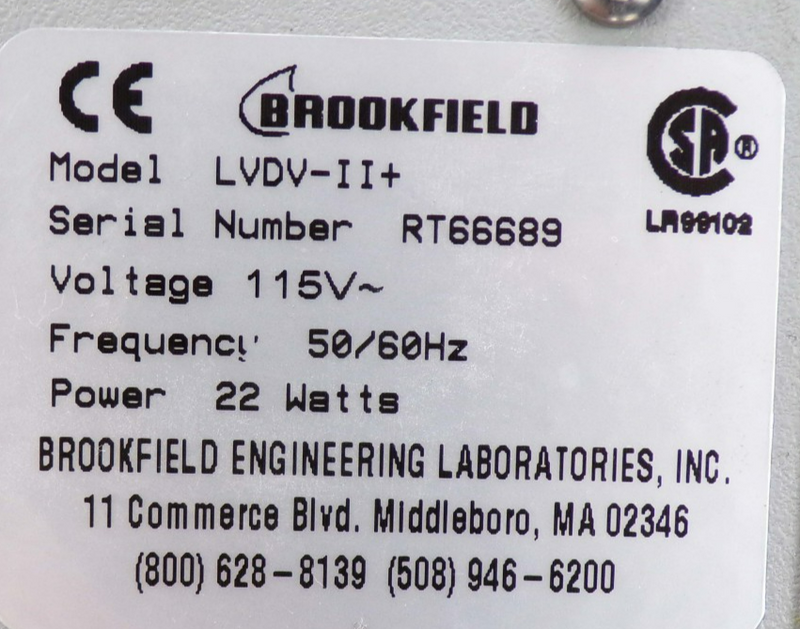 CE BROOKFIELD
SA ®
Model LVDV-II+
LR99102
Serial Number RT66689
Voltage 115V~
Frequency 50/60Hz
Power 22 Watts
BROOKFIELD ENGINEERING LABORATORIES, INC.
11 Commerce Blvd. Middleboro, MA 02346
(800) 628-8139 (508) 946-6200